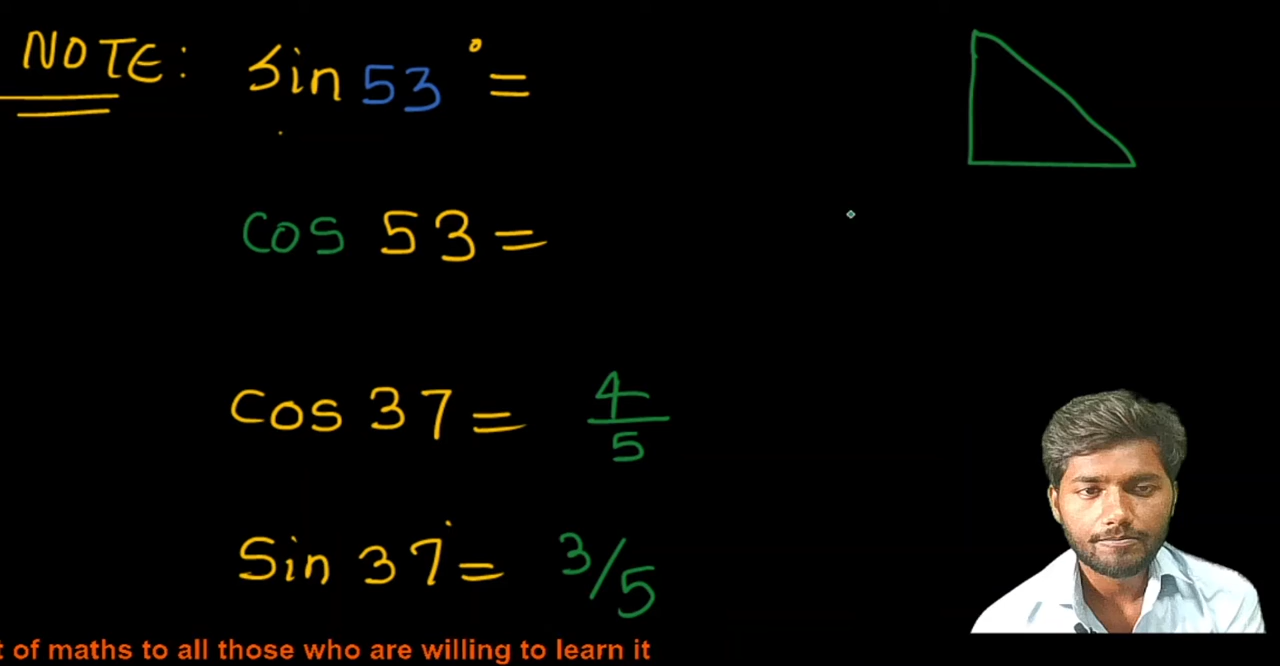 NOTE: sin 53° =
cos 53 =
cos 37 = 4/5
Sin 37° = 3/5
t of maths to all those who are willing to learn it